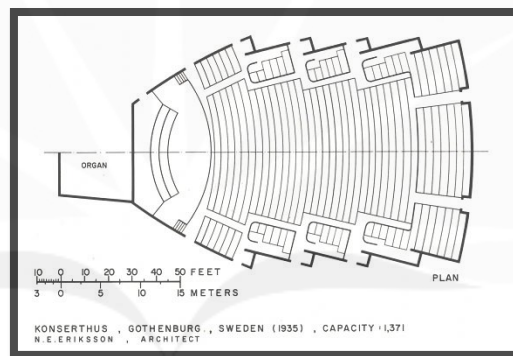 ORGAN
10 0 10 20 30 40 50 FEET
3 0 5 10 15 METERS
PLAN
KONSERTHUS , GOTHENBURG., SWEDEN (1935) , CAPACITY : 1,371
N.E.ERIKSSON , ARCHITECT